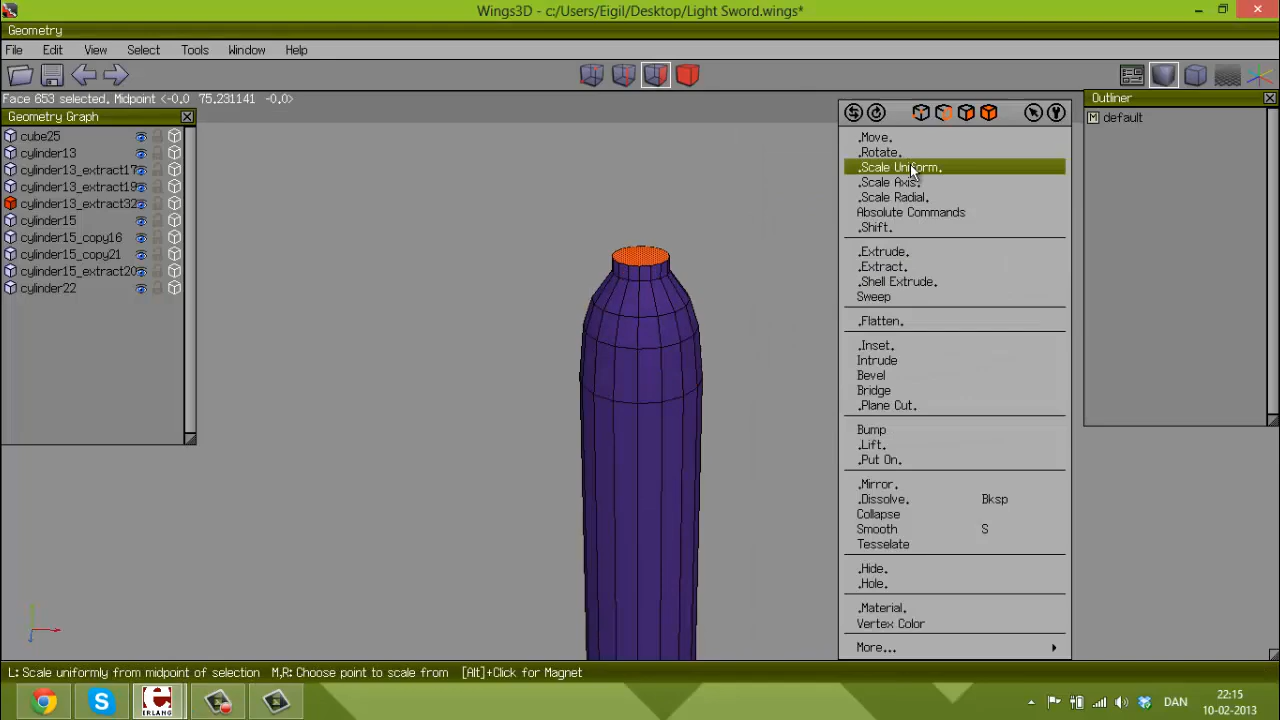 Wings3D - c:/Users/Eigil/Desktop/Light Sword.wings*
Geometry
File Edit View Select Tools Window Help
Face 653 selected. Midpoint <-0.0 75.231141 -0.0>
Geometry Graph
cube25
cylinder13
cylinder13_extract17
cylinder13_extract19
cylinder13_extract32
cylinder15
cylinder15_copy16
cylinder15_copy21
cylinder15_extract20
cylinder22
.Move.
.Rotate.
.Scale Uniform.
.Scale Axis.
.Scale Radial.
Absolute Commands
.Shift.
.Extrude.
.Extract.
.Shell Extrude.
Sweep
.Flatten.
.Inset.
Intrude
Bevel
Bridge
.Plane Cut.
Bump
.Lift.
.Put On.
.Mirror.
.Dissolve. Bksp
Collapse
Smooth S
Tesselate
.Hide.
.Hole.
.Material.
Vertex Color
More...
Outliner
M default
L: Scale uniformly from midpoint of selection M,R: Choose point to scale from [Alt]+Click for Magnet
ERLANG
DAN
22:15
10-02-2013